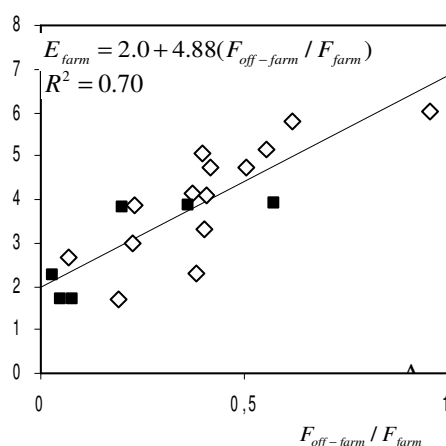 E_farm = 2.0 + 4.88(F_off-farm / F_farm)
R² = 0.70
8
7
6
5
4
3
2
1
0
0 0,5 1
F_off-farm / F_farm